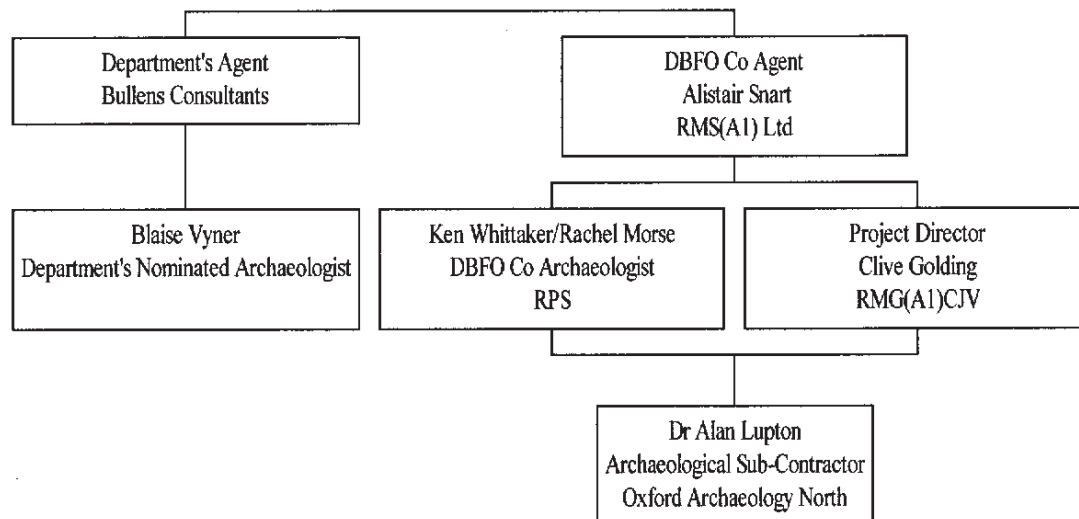 Department's Agent
Bullens Consultants
DBFO Co Agent
Alistair Snart
RMS(A1) Ltd
Blaise Vyner
Department's Nominated Archaeologist
Ken Whittaker/Rachel Morse
DBFO Co Archaeologist
RPS
Project Director
Clive Golding
RMG(A1)CJV
Dr Alan Lupton
Archaeological Sub-Contractor
Oxford Archaeology North